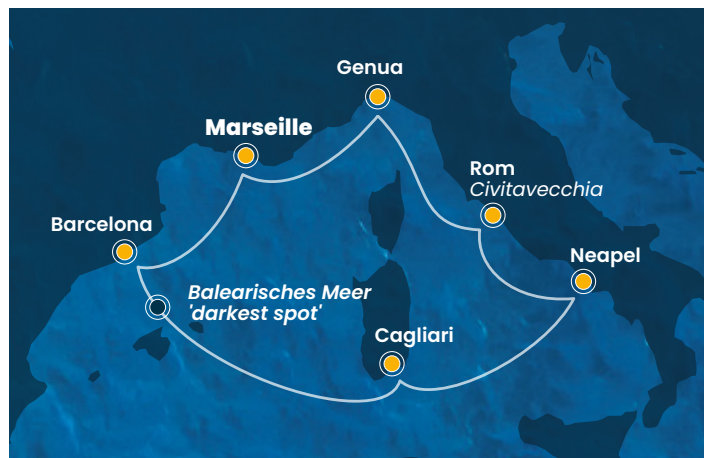 Genua
Marseille
Rom
Civitavecchia
Barcelona
Neapel
Balearisches Meer
'darkest spot'
Cagliari